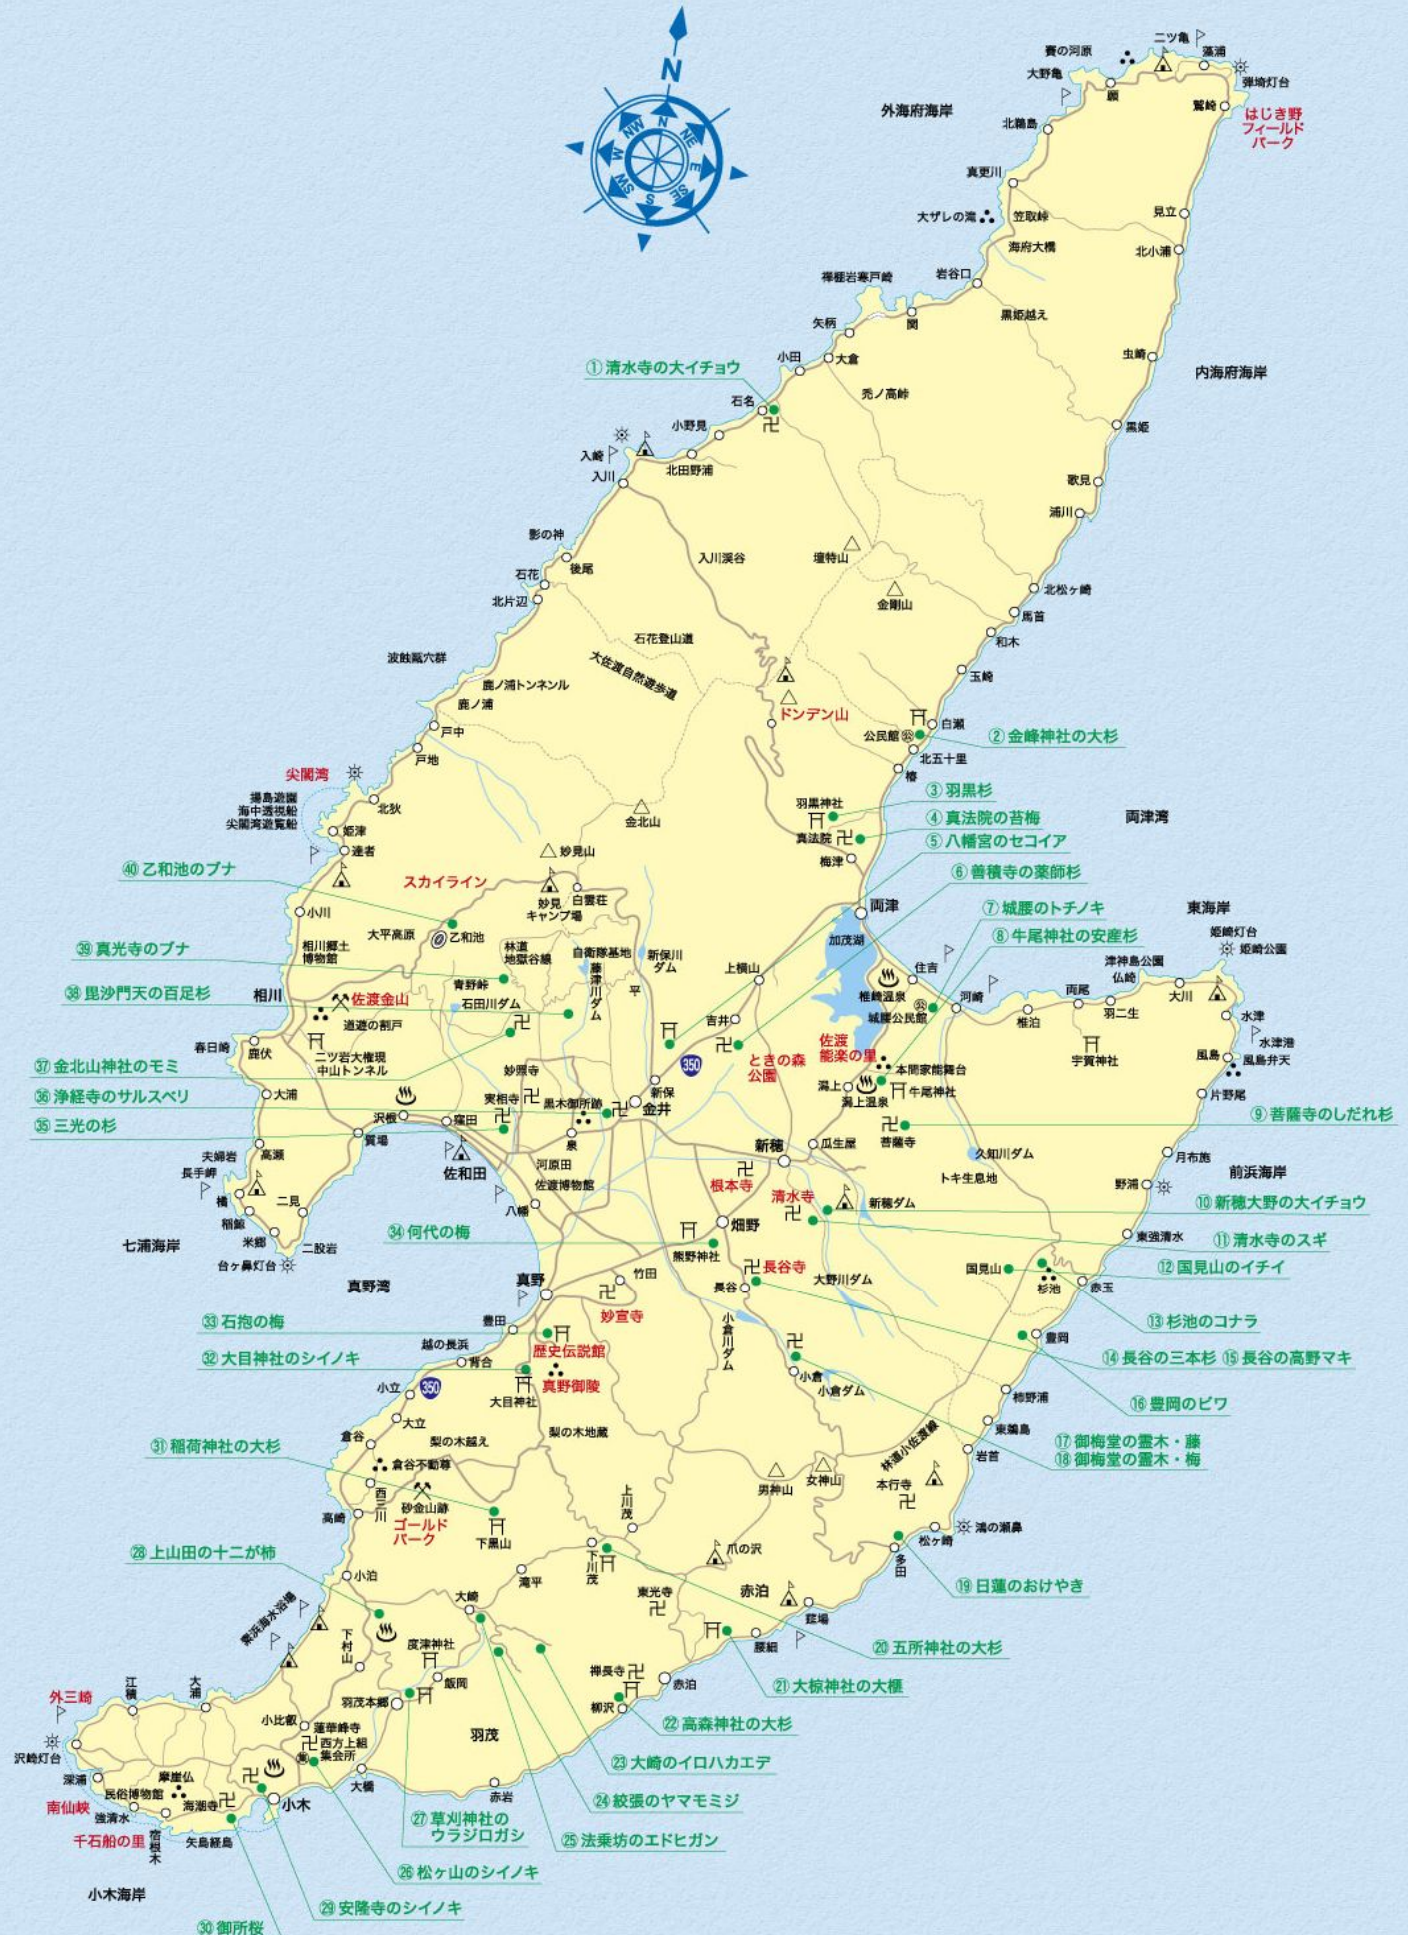 二ツ亀
賽の河原
藻浦
大野亀
弾埼灯台
願
鷲崎
外海府海岸
はじき野
フィールド
パーク
N
NW N NE
W E
SW S SE
北鵜島
真更川
大ザレの滝
笠取峠
見立
海府大橋
北小浦
岩谷口
禅棚岩寒戸崎
黒姫越え
関
矢柄
小田
大倉
虫崎
内海府海岸
①清水寺の大イチョウ
禿ノ高峠
石名
小野見
黒姫
入崎
北田野浦
入川
歌見
浦川
影の神
入川渓谷
壇特山
後尾
石花
北片辺
金剛山
北松ヶ崎
馬首
石花登山道
和木
波蝕甌穴群
大佐渡自然遊歩道
玉崎
鹿ノ浦トンネンル
鹿ノ浦
ドンデン山
白瀬
戸中
公民館
公
②金峰神社の大杉
戸地
北五十里
椿
尖閣湾
揚島遊園
海中透視船
尖閣湾遊覧船
北狄
羽黒神社
③羽黒杉
金北山
両津湾
姫津
真法院
④真法院の苔梅
達者
妙見山
梅津
⑤八幡宮のセコイア
㊵乙和池のブナ
スカイライン
⑥善積寺の薬師杉
白雲荘
妙見
キャンプ場
両津
⑦城腰のトチノキ
東海岸
小川
大平高原
乙和池
加茂湖
⑧牛尾神社の安産杉
姫崎灯台
姫崎公園
㊴真光寺のブナ
相川郷土
博物館
林道
地獄谷線
自衛隊基地
新保川
ダム
上横山
住吉
津神島公園
仏崎
青野峠
藤津川ダム
平
椎崎温泉
両尾
大川
㊳毘沙門天の百足杉
相川
佐渡金山
石田川ダム
公
城腰公民館
河崎
椎泊
羽二生
水津
道遊の割戸
吉井
佐渡
能楽の里
水津港
春日崎
鹿伏
二ツ岩大権現
中山トンネル
ときの森
公園
宇賀神社
風島
風島弁天
㊲金北山神社のモミ
350
本間家能舞台
妙照寺
新保
潟上
潟上温泉
牛尾神社
片野尾
㊱浄経寺のサルスベリ
大浦
実相寺
黒木御所跡
金井
㉟三光の杉
沢根
窪田
⑨菩薩寺のしだれ杉
質場
泉
新穂
瓜生屋
菩薩寺
夫婦岩
高瀬
佐和田
河原田
久知川ダム
月布施
長手岬
佐渡博物館
根本寺
トキ生息地
前浜海岸
橘
二見
八幡
清水寺
新穂ダム
野浦
稲鯨
⑩新穂大野の大イチョウ
㉞何代の梅
畑野
七浦海岸
米郷
二股岩
熊野神社
⑪清水寺のスギ
東強清水
台ヶ鼻灯台
長谷寺
国見山
⑫国見山のイチイ
真野湾
真野
竹田
長谷
大野川ダム
杉池
赤玉
妙宣寺
⑬杉池のコナラ
㉝石抱の梅
豊田
小倉川ダム
豊岡
越の長浜
歴史伝説館
⑭長谷の三本杉 ⑮長谷の高野マキ
㉜大目神社のシイノキ
背合
真野御陵
小倉
小倉ダム
小立
350
大目神社
柿野浦
⑯豊岡のビワ
大立
東鵜島
倉谷
梨の木越え
梨の木地蔵
林道小佐渡線
⑰御梅堂の霊木・藤
㉛稲荷神社の大杉
岩首
⑱御梅堂の霊木・梅
倉谷不動尊
男神山
女神山
本行寺
西三川
砂金山跡
上川茂
高崎
ゴールド
パーク
下黒山
鴻の瀬鼻
松ヶ崎
㉘上山田の十二が柿
下川茂
爪の沢
多田
小泊
滝平
東光寺
赤泊
⑲日蓮のおけやき
大崎
素浜海水浴場
筵場
下村山
度津神社
腰細
⑳五所神社の大杉
江積
大浦
飯岡
禅長寺
赤泊
㉑大椋神社の大榧
外三崎
羽茂本郷
柳沢
小比叡
蓮華峰寺
羽茂
㉒高森神社の大杉
沢崎灯台
西方上組
集会所
集
㉓大崎のイロハカエデ
深浦
摩崖仏
大橋
赤岩
民俗博物館
㉔絞張のヤマモミジ
南仙峡
海潮寺
小木
強清水
㉗草刈神社の
ウラジロガシ
千石船の里
宿根木
矢島経島
㉕法乗坊のエドヒガン
㉖松ヶ山のシイノキ
小木海岸
㉙安隆寺のシイノキ
㉚御所桜